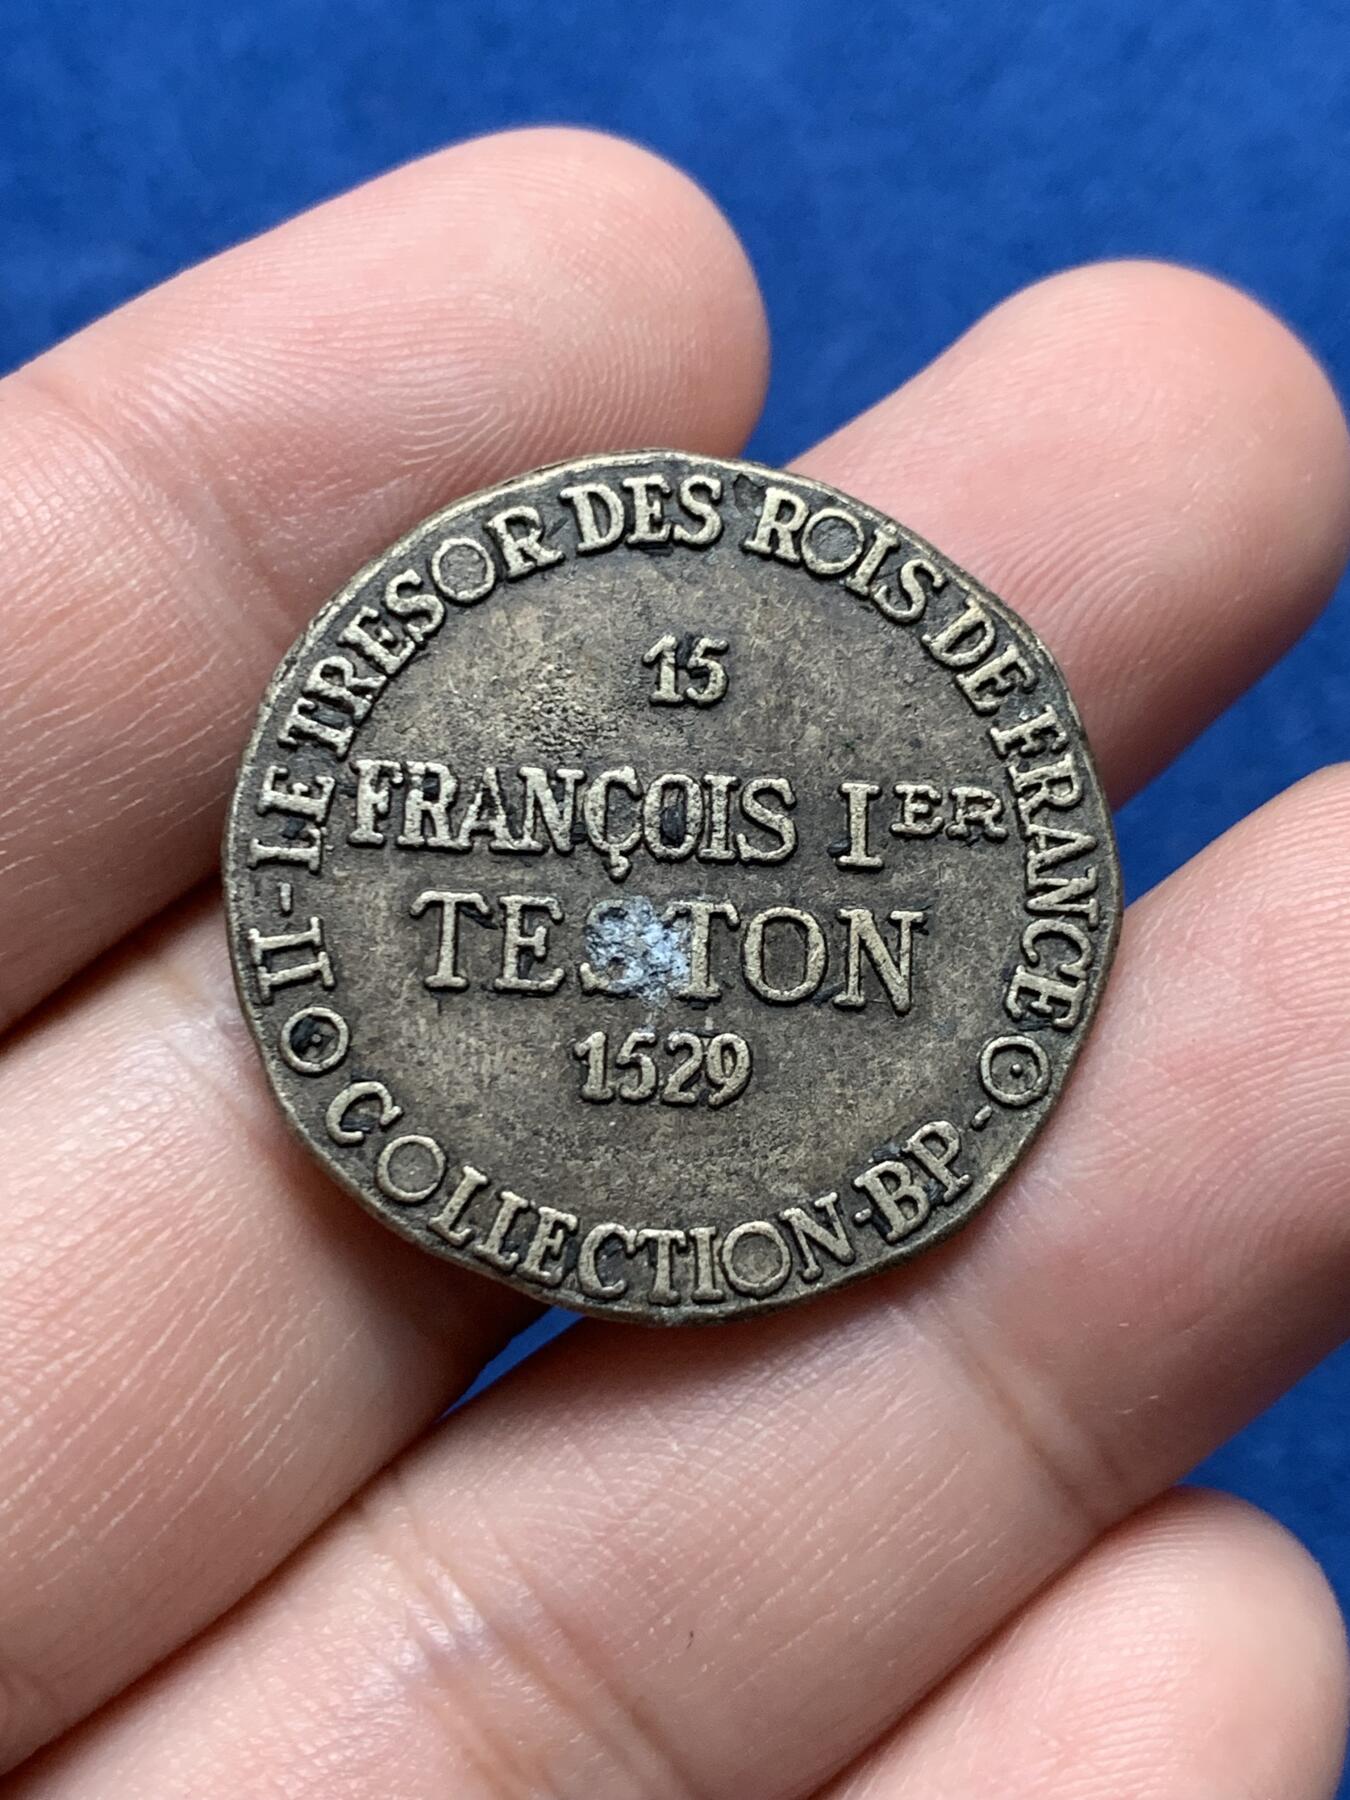 II-LE TRESOR DES ROIS DE FRANCE
15
FRANÇOIS IER
TESTON
1529
COLLECTION·BP-